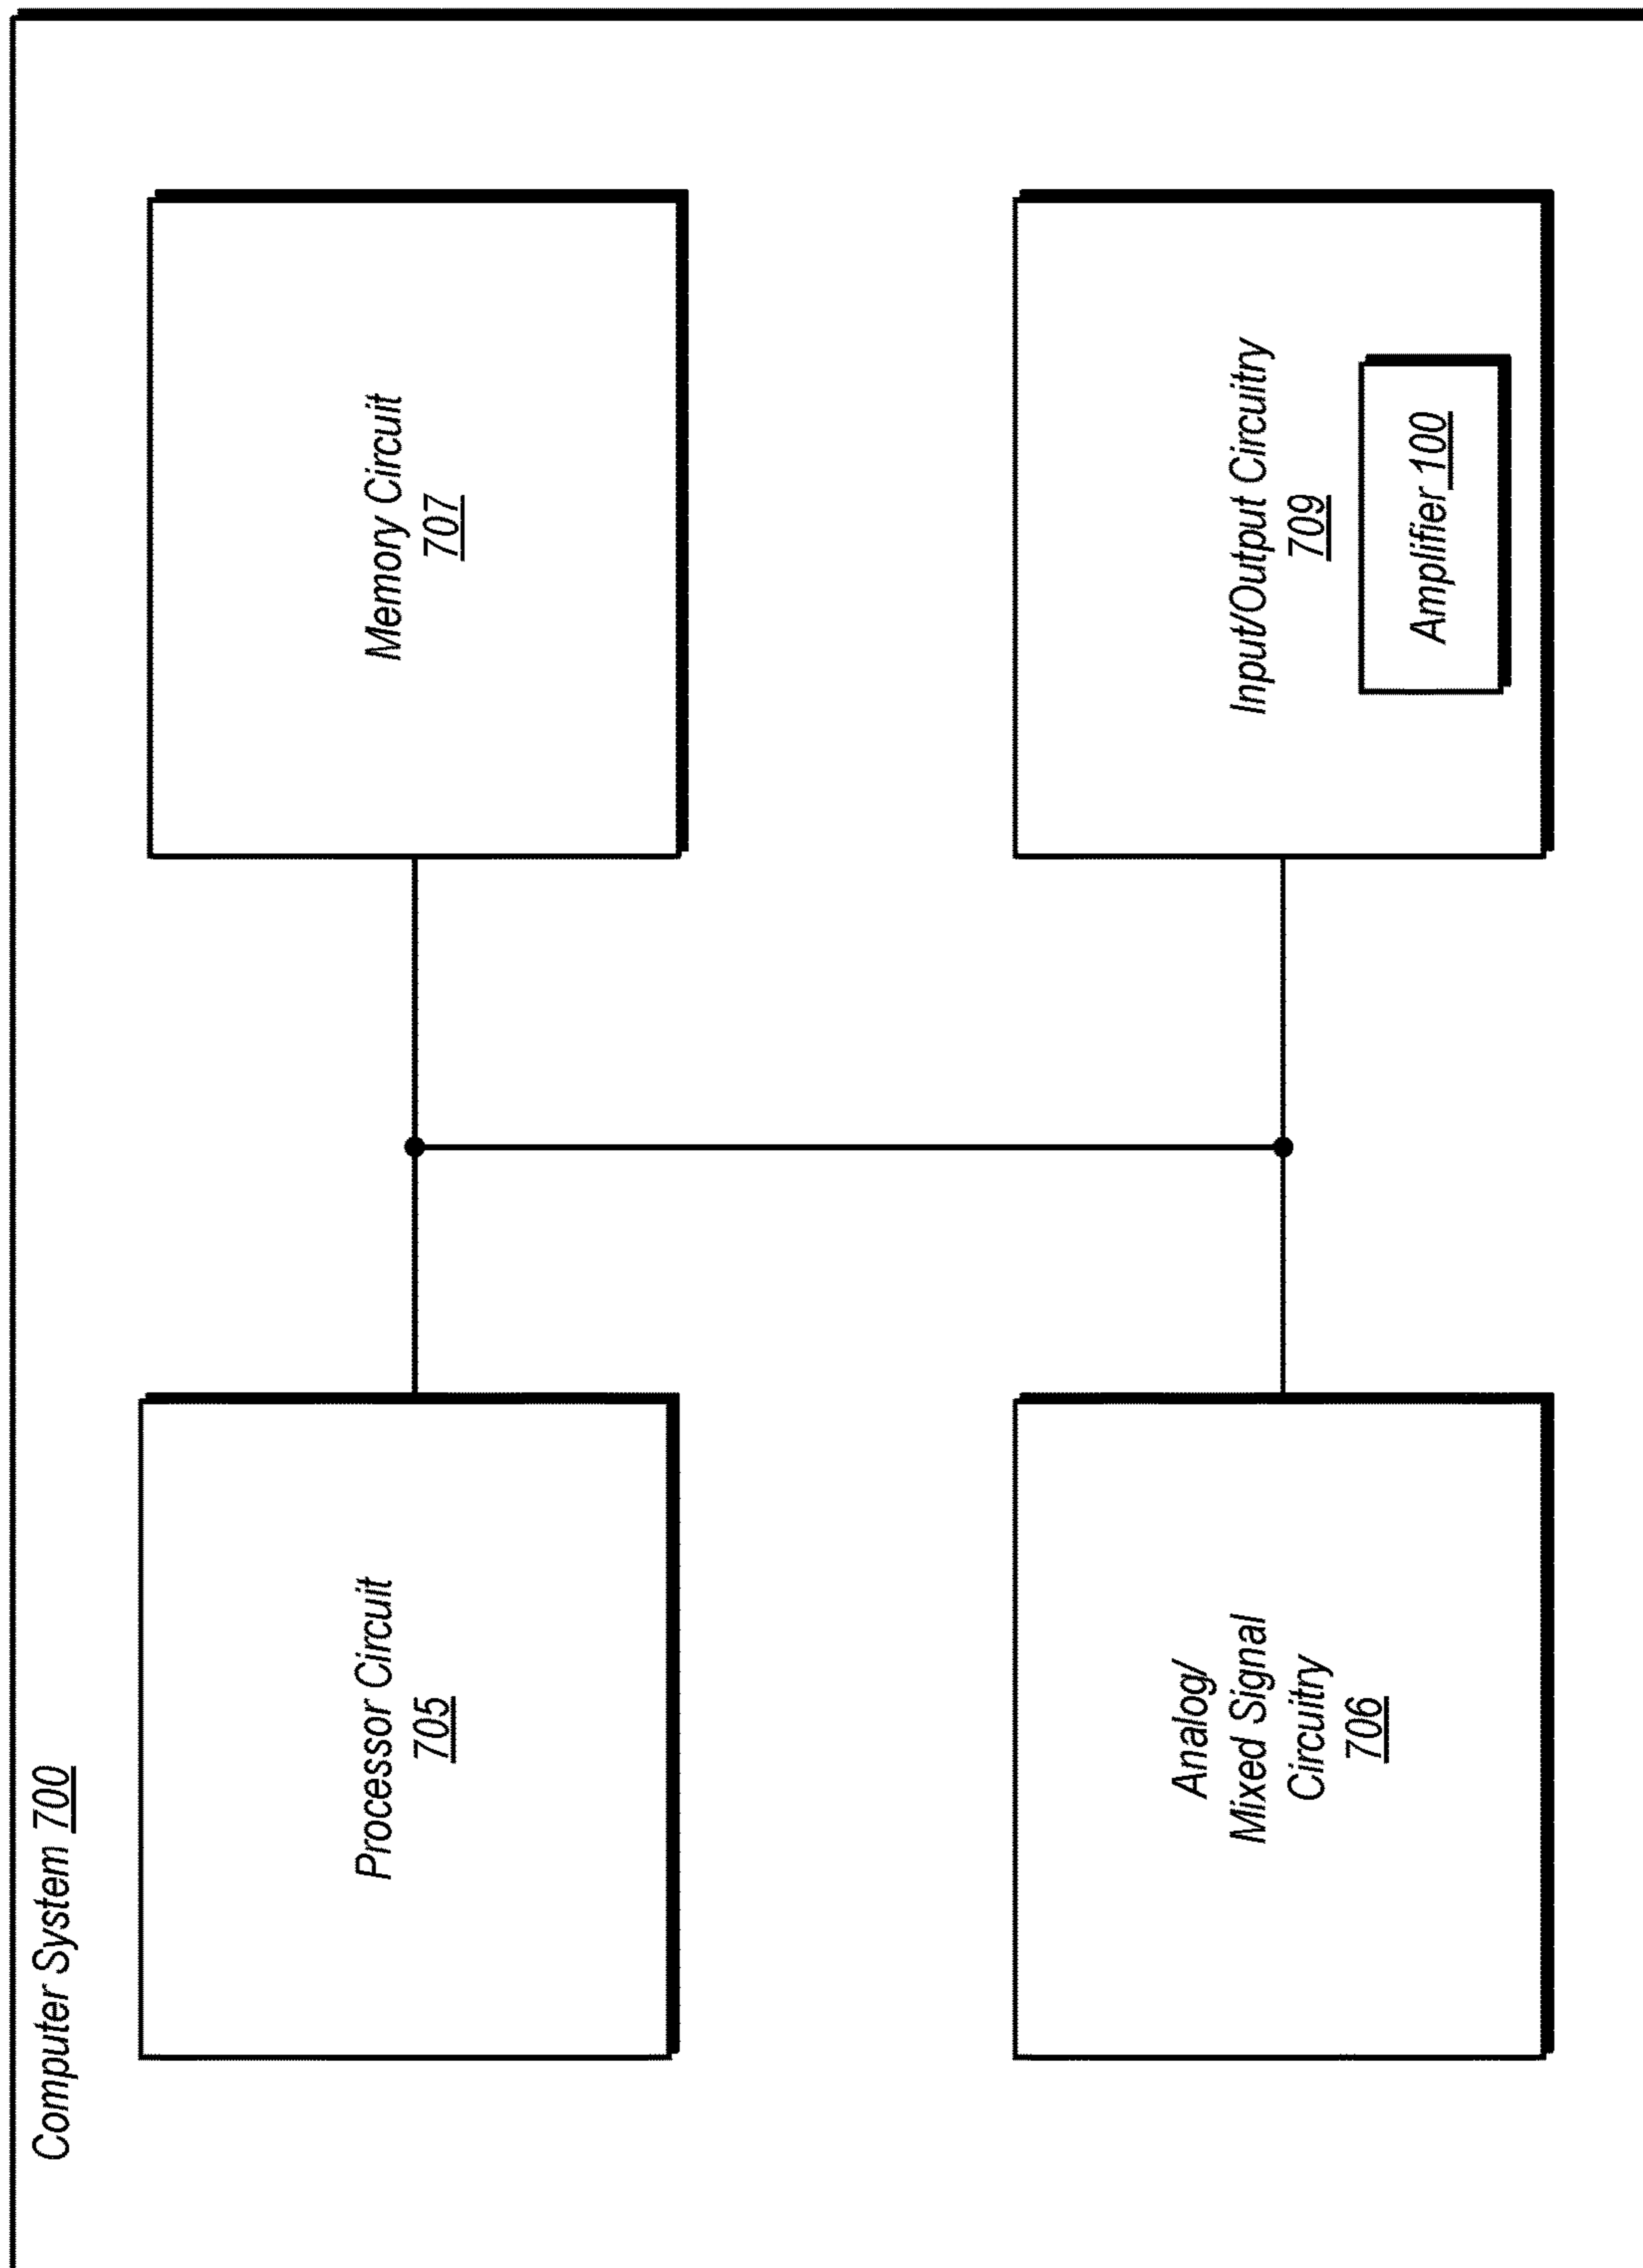 Computer System 700
Processor Circuit
705
Memory Circuit
707
Analog/
Mixed Signal
Circuitry
706
Input/Output Circuitry
709
Amplifier 100